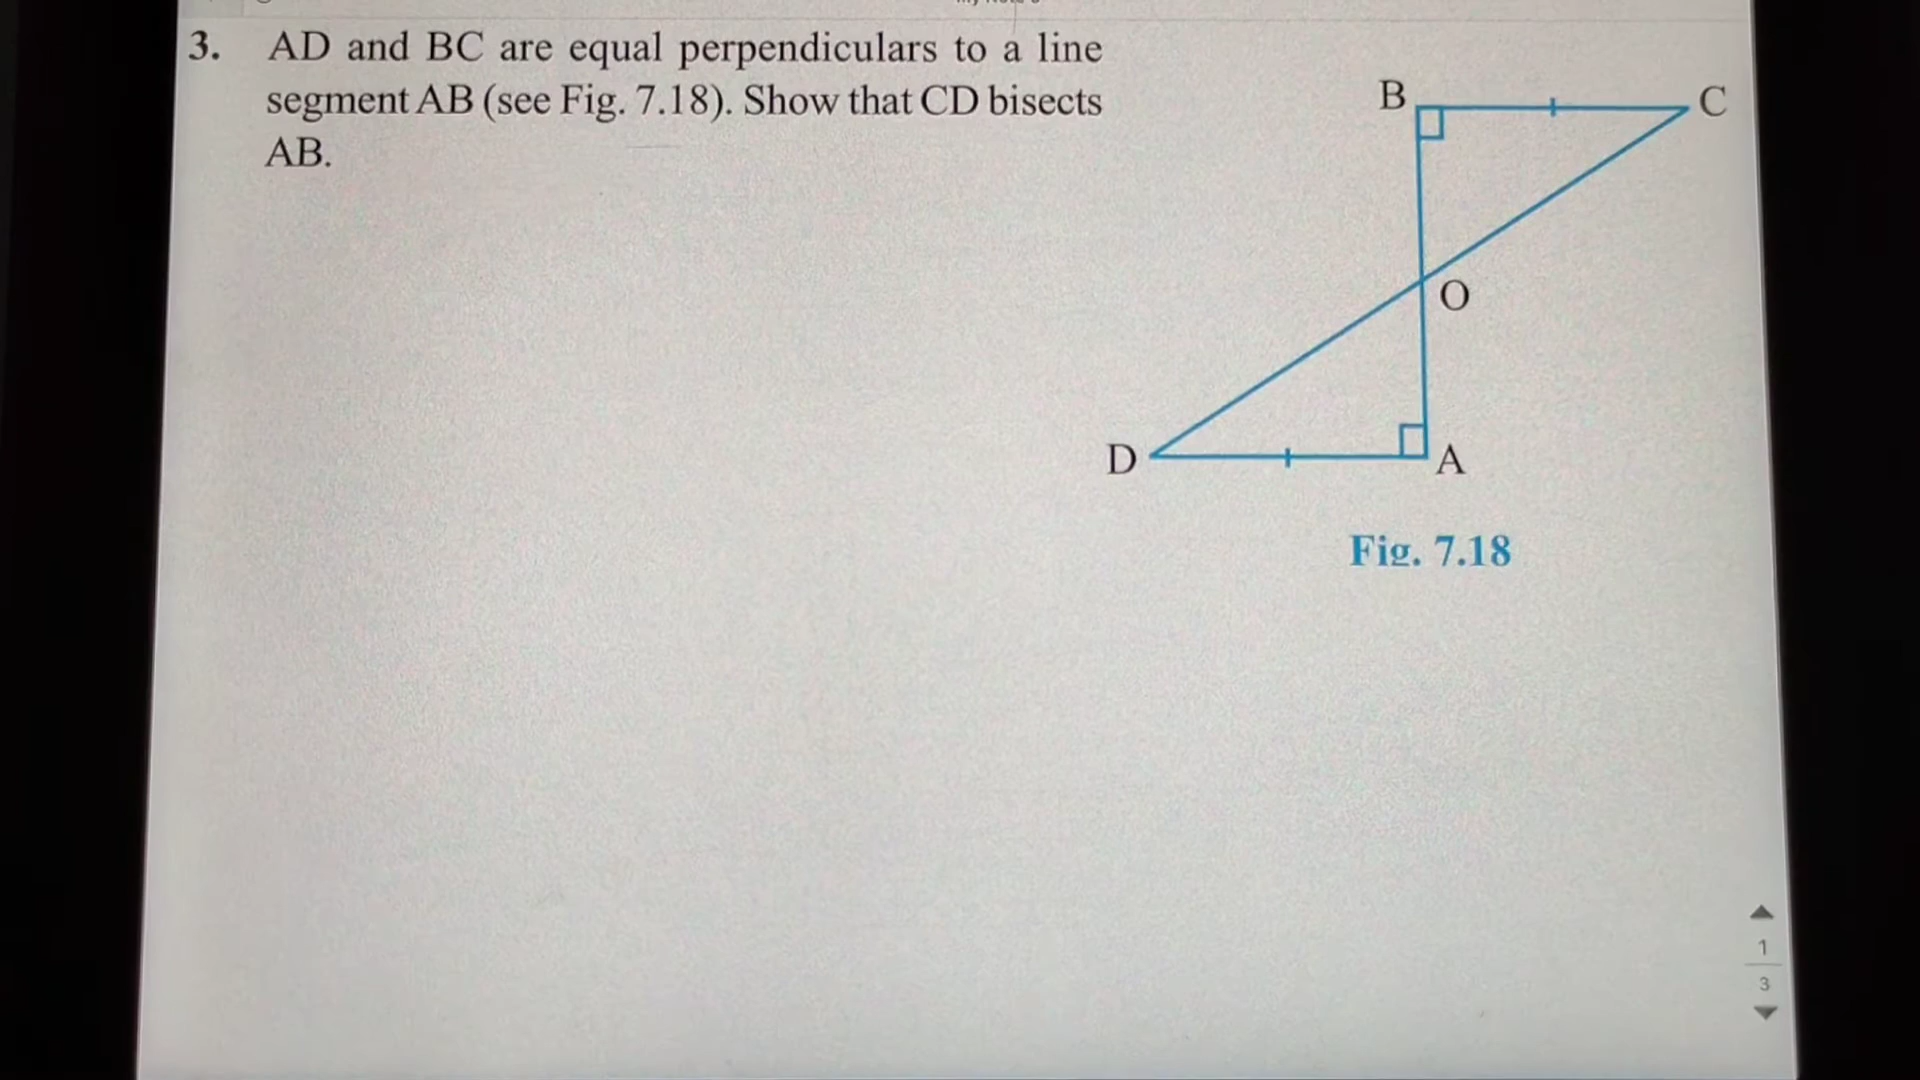 3. AD and BC are equal perpendiculars to a line
segment AB (see Fig. 7.18). Show that CD bisects
AB.
B
C
O
D
A
Fig. 7.18
1
3